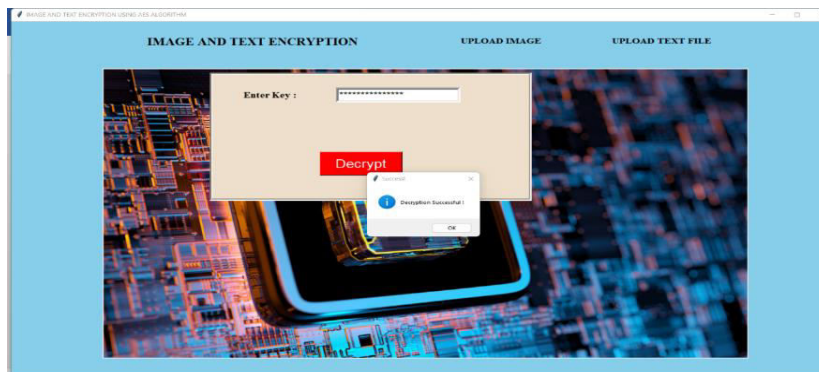 IMAGE AND TEXT ENCRYPTION USING AES ALGORITHM
IMAGE AND TEXT ENCRYPTION UPLOAD IMAGE UPLOAD TEXT FILE
Enter Key : ***************
Decrypt
Success
Decryption Successful !
OK